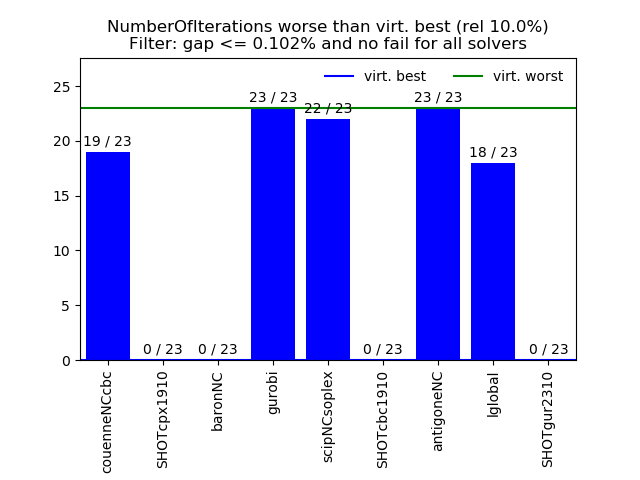 NumberOfIterations worse than virt. best (rel 10.0%)
Filter: gap <= 0.102% and no fail for all solvers
virt. best
virt. worst
25
20
15
10
5
0
19 / 23
0 / 23
0 / 23
23 / 23
22 / 23
0 / 23
23 / 23
18 / 23
0 / 23
couenneNCcbc
SHOTcpx1910
baronNC
gurobi
scipNCsoplex
SHOTcbc1910
antigoneNC
lglobal
SHOTgur2310